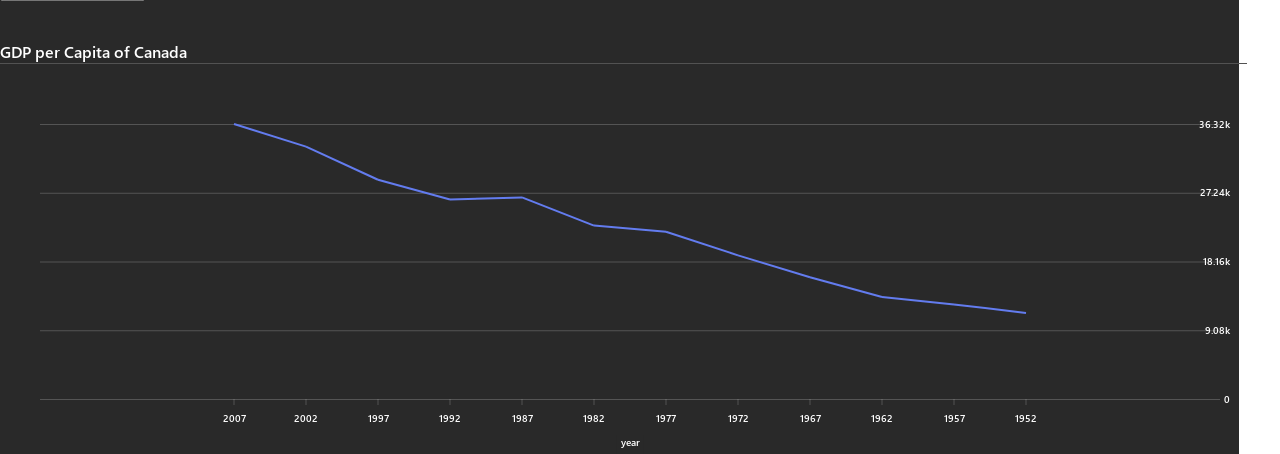 GDP per Capita of Canada
36.32k
27.24k
18.16k
9.08k
0
2007 2002 1997 1992 1987 1982 1977 1972 1967 1962 1957 1952
year